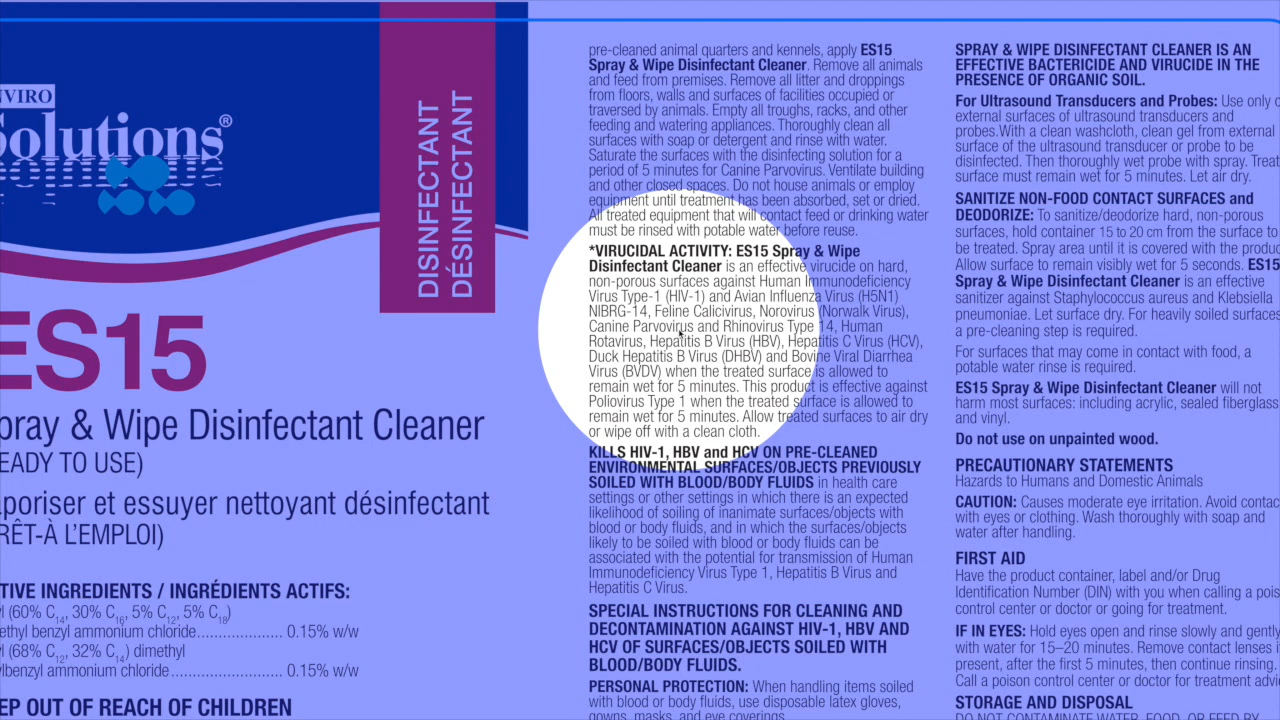 NVIRO
Solutions®
DISINFECTANT
DÉSINFECTANT
ES15
pray & Wipe Disinfectant Cleaner
EADY TO USE)
aporiser et essuyer nettoyant désinfectant
RÊT-À L'EMPLOI)
TIVE INGREDIENTS / INGRÉDIENTS ACTIFS:
yl (60% C14, 30% C16, 5% C12, 5% C18)
ethyl benzyl ammonium chloride.................... 0.15% w/w
yl (68% C12, 32% C14) dimethyl
ylbenzyl ammonium chloride.......................... 0.15% w/w
EP OUT OF REACH OF CHILDREN
pre-cleaned animal quarters and kennels, apply ES15
Spray & Wipe Disinfectant Cleaner. Remove all animals
and feed from premises. Remove all litter and droppings
from floors, walls and surfaces of facilities occupied or
traversed by animals. Empty all troughs, racks, and other
feeding and watering appliances. Thoroughly clean all
surfaces with soap or detergent and rinse with water.
Saturate the surfaces with the disinfecting solution for a
period of 5 minutes for Canine Parvovirus. Ventilate building
and other closed spaces. Do not house animals or employ
equipment until treatment has been absorbed, set or dried.
All treated equipment that will contact feed or drinking water
must be rinsed with potable water before reuse.
*VIRUCIDAL ACTIVITY: ES15 Spray & Wipe
Disinfectant Cleaner is an effective virucide on hard,
non-porous surfaces against Human Immunodeficiency
Virus Type-1 (HIV-1) and Avian Influenza Virus (H5N1)
NIBRG-14, Feline Calicivirus, Norovirus (Norwalk Virus),
Canine Parvovirus and Rhinovirus Type 14, Human
Rotavirus, Hepatitis B Virus (HBV), Hepatitis C Virus (HCV),
Duck Hepatitis B Virus (DHBV) and Bovine Viral Diarrhea
Virus (BVDV) when the treated surface is allowed to
remain wet for 5 minutes. This product is effective against
Poliovirus Type 1 when the treated surface is allowed to
remain wet for 5 minutes. Allow treated surfaces to air dry
or wipe off with a clean cloth.
KILLS HIV-1, HBV and HCV ON PRE-CLEANED
ENVIRONMENTAL SURFACES/OBJECTS PREVIOUSLY
SOILED WITH BLOOD/BODY FLUIDS in health care
settings or other settings in which there is an expected
likelihood of soiling of inanimate surfaces/objects with
blood or body fluids, and in which the surfaces/objects
likely to be soiled with blood or body fluids can be
associated with the potential for transmission of Human
Immunodeficiency Virus Type 1, Hepatitis B Virus and
Hepatitis C Virus.
SPECIAL INSTRUCTIONS FOR CLEANING AND
DECONTAMINATION AGAINST HIV-1, HBV AND
HCV OF SURFACES/OBJECTS SOILED WITH
BLOOD/BODY FLUIDS.
PERSONAL PROTECTION: When handling items soiled
with blood or body fluids, use disposable latex gloves,
gowns, masks, and eye coverings.
SPRAY & WIPE DISINFECTANT CLEANER IS AN
EFFECTIVE BACTERICIDE AND VIRUCIDE IN THE
PRESENCE OF ORGANIC SOIL.
For Ultrasound Transducers and Probes: Use only o
external surfaces of ultrasound transducers and
probes.With a clean washcloth, clean gel from external
surface of the ultrasound transducer or probe to be
disinfected. Then thoroughly wet probe with spray. Treat
surface must remain wet for 5 minutes. Let air dry.
SANITIZE NON-FOOD CONTACT SURFACES and
DEODORIZE: To sanitize/deodorize hard, non-porous
surfaces, hold container 15 to 20 cm from the surface to
be treated. Spray area until it is covered with the produc
Allow surface to remain visibly wet for 5 seconds. ES15
Spray & Wipe Disinfectant Cleaner is an effective
sanitizer against Staphylococcus aureus and Klebsiella
pneumoniae. Let surface dry. For heavily soiled surfaces
a pre-cleaning step is required.
For surfaces that may come in contact with food, a
potable water rinse is required.
ES15 Spray & Wipe Disinfectant Cleaner will not
harm most surfaces: including acrylic, sealed fiberglass
and vinyl.
Do not use on unpainted wood.
PRECAUTIONARY STATEMENTS
Hazards to Humans and Domestic Animals
CAUTION: Causes moderate eye irritation. Avoid contac
with eyes or clothing. Wash thoroughly with soap and
water after handling.
FIRST AID
Have the product container, label and/or Drug
Identification Number (DIN) with you when calling a pois
control center or doctor or going for treatment.
IF IN EYES: Hold eyes open and rinse slowly and gently
with water for 15–20 minutes. Remove contact lenses i
present, after the first 5 minutes, then continue rinsing.
Call a poison control center or doctor for treatment advi
STORAGE AND DISPOSAL
DO NOT CONTAMINATE WATER, FOOD, OR FEED BY